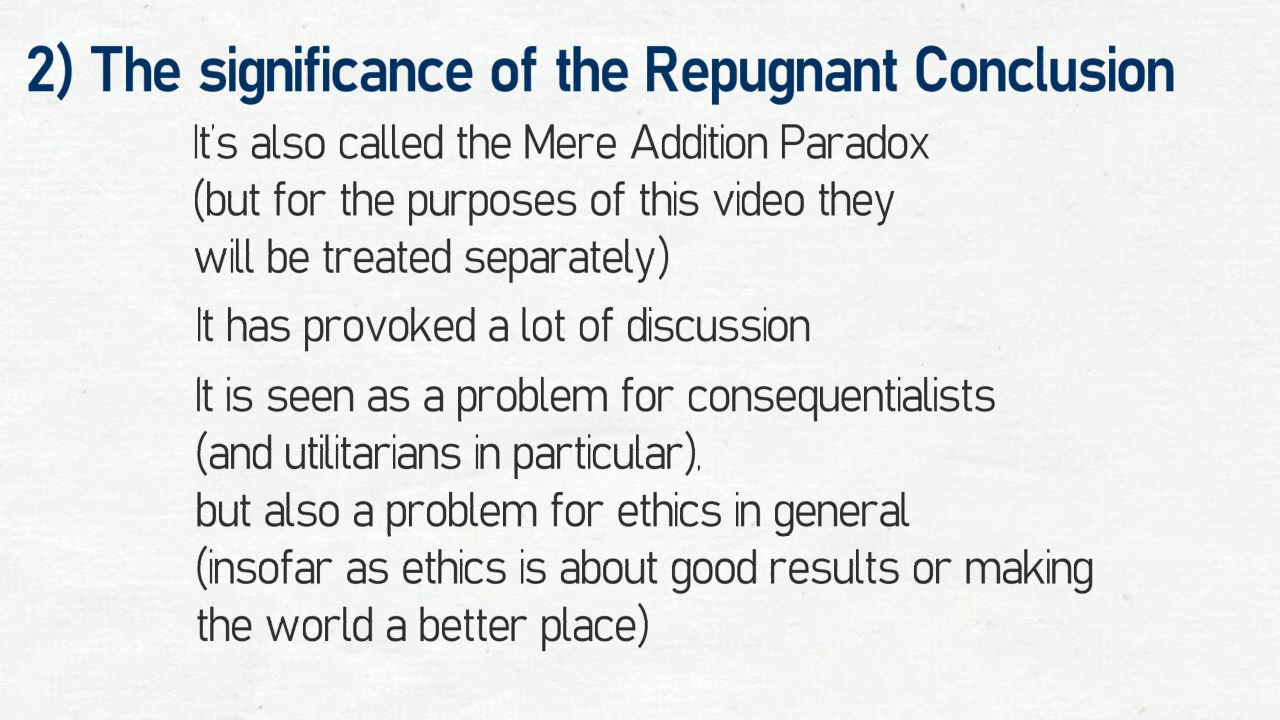 2) The significance of the Repugnant Conclusion
It's also called the Mere Addition Paradox
(but for the purposes of this video they
will be treated separately)
It has provoked a lot of discussion
It is seen as a problem for consequentialists
(and utilitarians in particular),
but also a problem for ethics in general
(insofar as ethics is about good results or making
the world a better place)